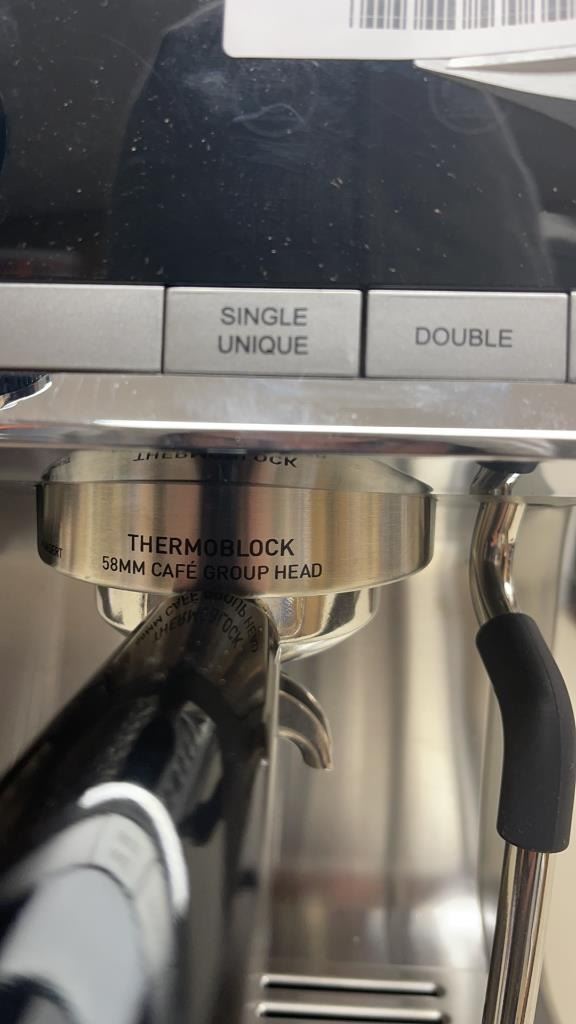 SINGLE
UNIQUE
DOUBLE
THERMOBLOCK
58MM CAFÉ GROUP HEAD